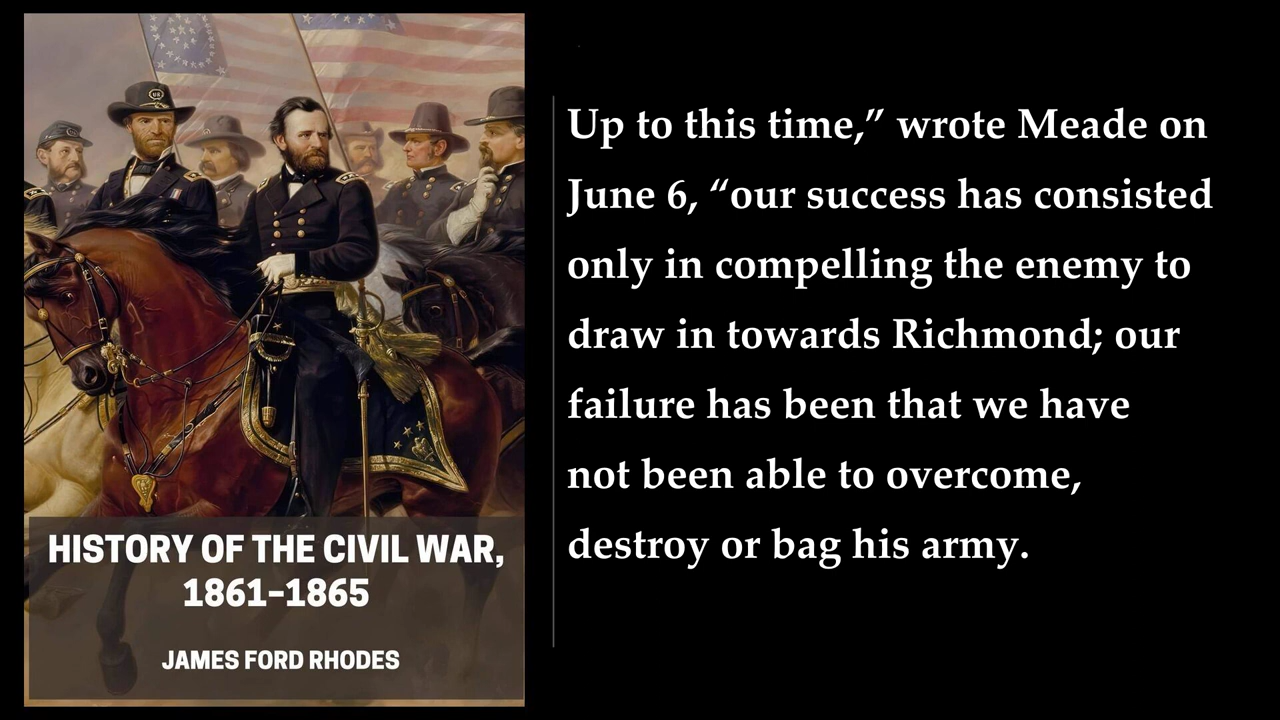 HISTORY OF THE CIVIL WAR,
1861–1865
JAMES FORD RHODES
Up to this time,” wrote Meade on
June 6, “our success has consisted
only in compelling the enemy to
draw in towards Richmond; our
failure has been that we have
not been able to overcome,
destroy or bag his army.